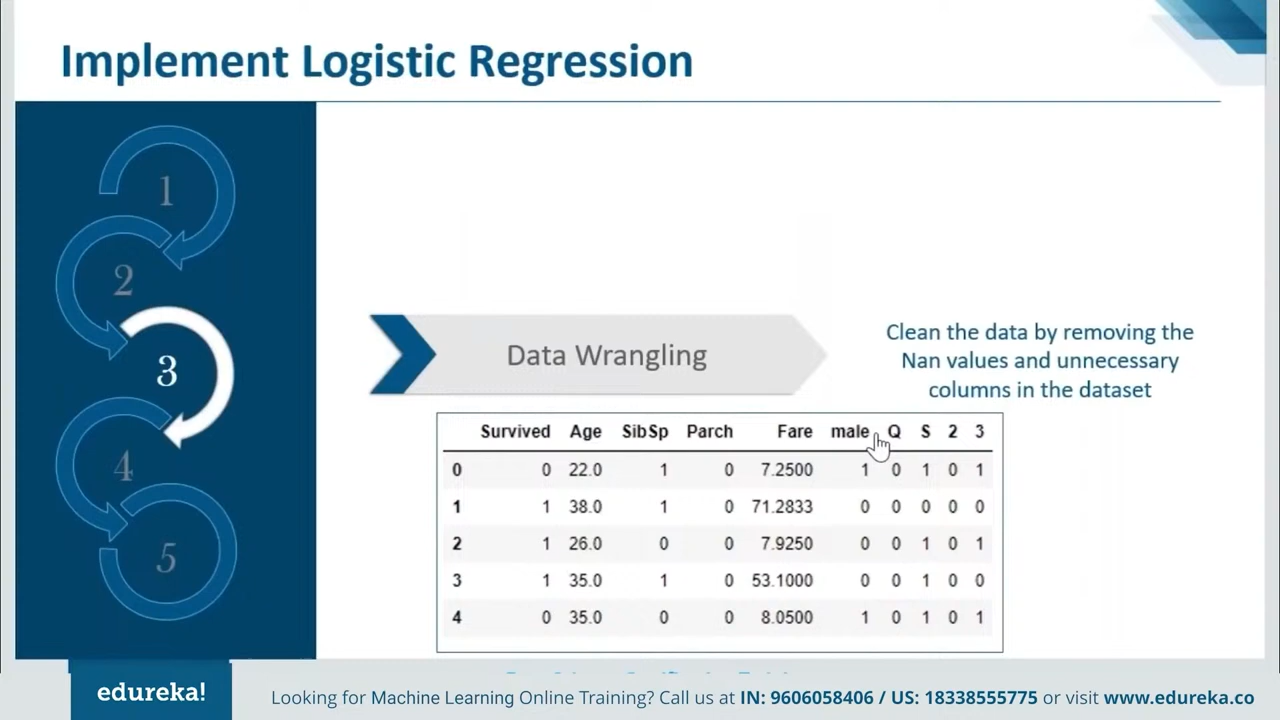 Implement Logistic Regression
1
2
3
4
5
Data Wrangling
Clean the data by removing the
Nan values and unnecessary
columns in the dataset
Survived Age SibSp Parch Fare male Q S 2 3
0 0 22.0 1 0 7.2500 1 0 1 0 1
1 1 38.0 1 0 71.2833 0 0 0 0 0
2 1 26.0 0 0 7.9250 0 0 1 0 1
3 1 35.0 1 0 53.1000 0 0 1 0 0
4 0 35.0 0 0 8.0500 1 0 1 0 1
edureka!
Looking for Machine Learning Online Training? Call us at IN: 9606058406 / US: 18338555775 or visit www.edureka.co